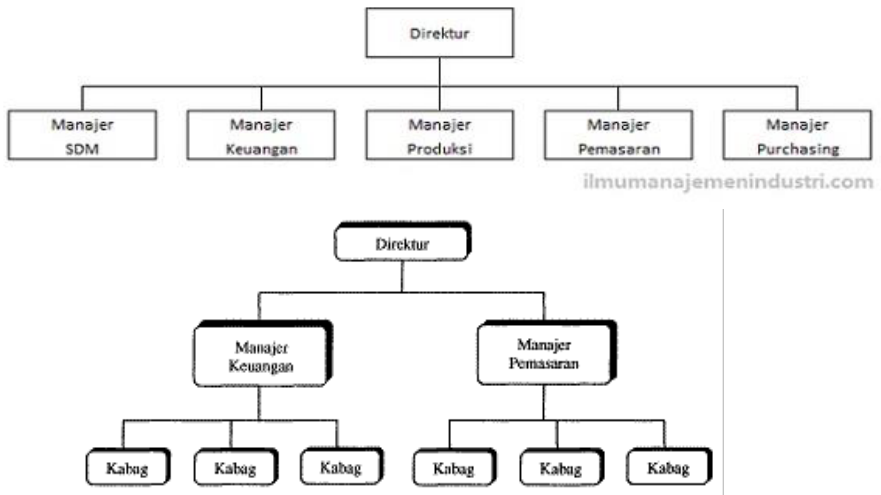 Direktur
Manajer
SDM
Manajer
Keuangan
Manajer
Produksi
Manajer
Pemasaran
Manajer
Purchasing
ilmumanajemenindustri.com
Direktur
Manajer
Keuangan
Manajer
Pemasaran
Kabag
Kabag
Kabag
Kabag
Kabag
Kabag